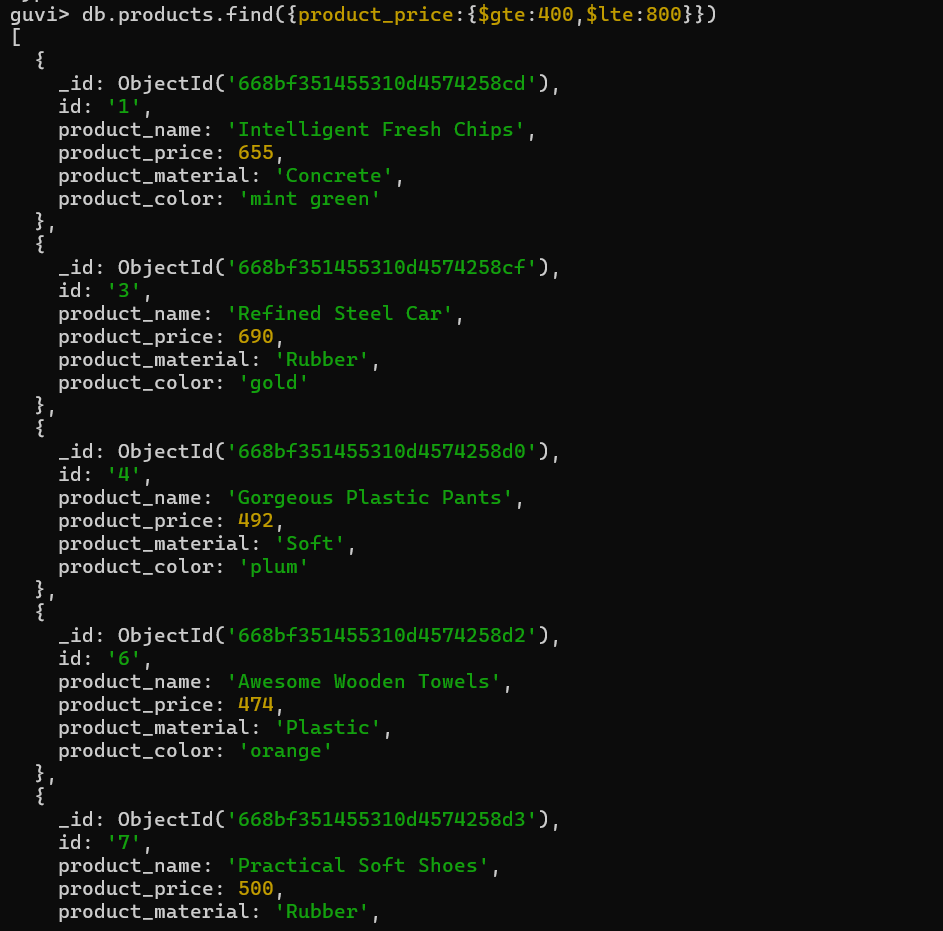 guvi> db.products.find({product_price:{$gte:400,$lte:800}})
[
  {
    _id: ObjectId('668bf351455310d4574258cd'),
    id: '1',
    product_name: 'Intelligent Fresh Chips',
    product_price: 655,
    product_material: 'Concrete',
    product_color: 'mint green'
  },
  {
    _id: ObjectId('668bf351455310d4574258cf'),
    id: '3',
    product_name: 'Refined Steel Car',
    product_price: 690,
    product_material: 'Rubber',
    product_color: 'gold'
  },
  {
    _id: ObjectId('668bf351455310d4574258d0'),
    id: '4',
    product_name: 'Gorgeous Plastic Pants',
    product_price: 492,
    product_material: 'Soft',
    product_color: 'plum'
  },
  {
    _id: ObjectId('668bf351455310d4574258d2'),
    id: '6',
    product_name: 'Awesome Wooden Towels',
    product_price: 474,
    product_material: 'Plastic',
    product_color: 'orange'
  },
  {
    _id: ObjectId('668bf351455310d4574258d3'),
    id: '7',
    product_name: 'Practical Soft Shoes',
    product_price: 500,
    product_material: 'Rubber',